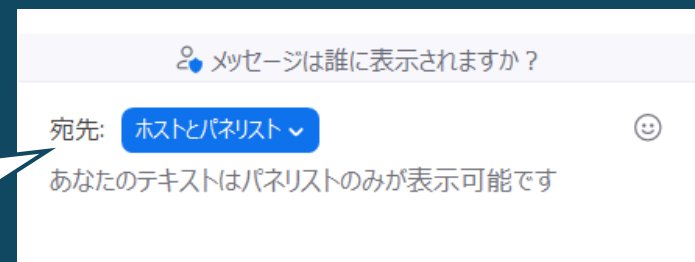 メッセージは誰に表示されますか？
宛先: ホストとパネリスト
あなたのテキストはパネリストのみが表示可能です